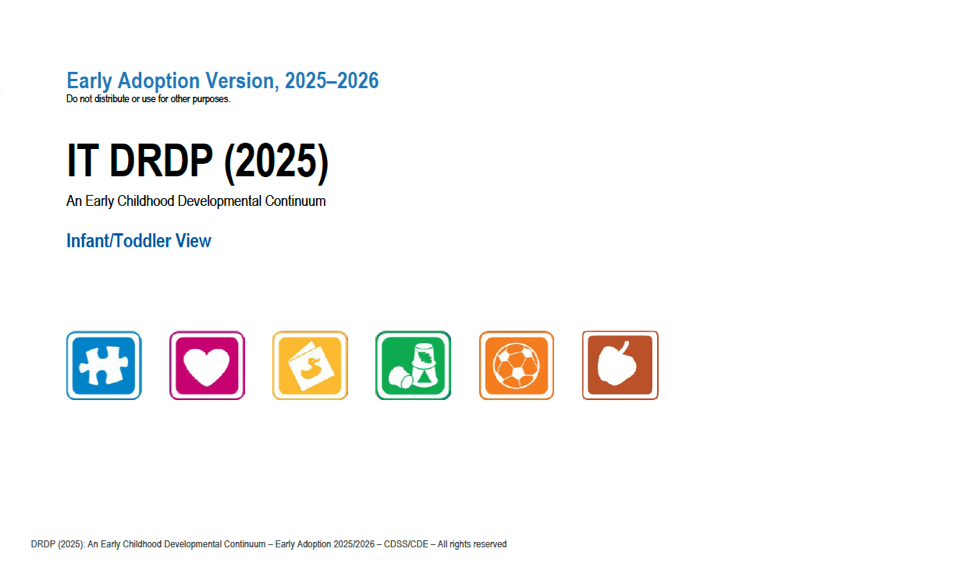 Early Adoption Version, 2025–2026
Do not distribute or use for other purposes.
IT DRDP (2025)
An Early Childhood Developmental Continuum
Infant/Toddler View
DRDP (2025): An Early Childhood Developmental Continuum – Early Adoption 2025/2026 – CDSS/CDE – All rights reserved